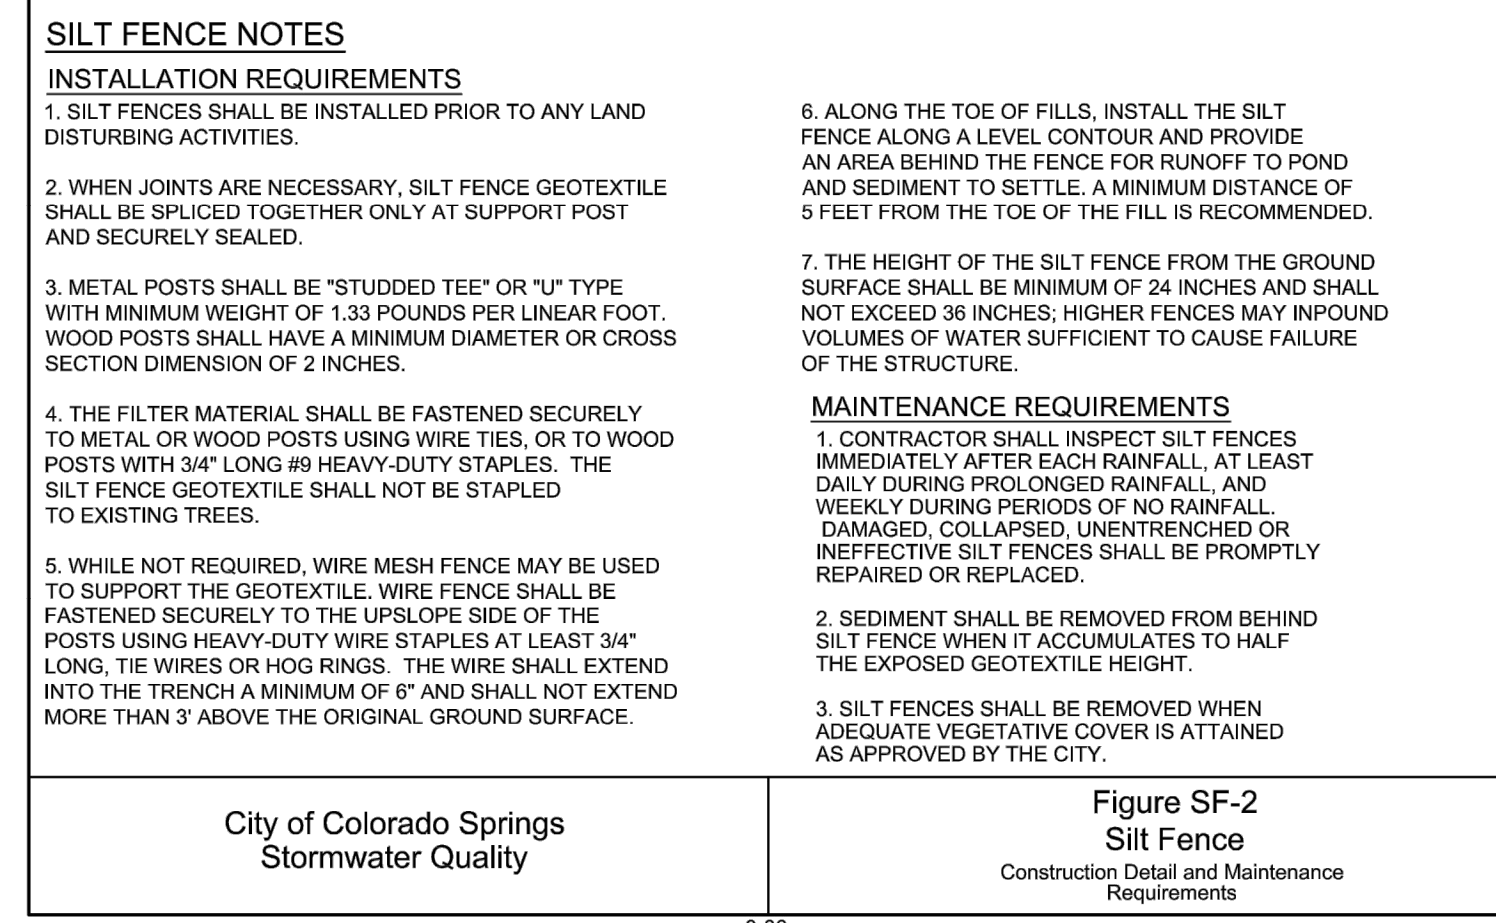 SILT FENCE NOTES
INSTALLATION REQUIREMENTS
1. SILT FENCES SHALL BE INSTALLED PRIOR TO ANY LAND
DISTURBING ACTIVITIES.
2. WHEN JOINTS ARE NECESSARY, SILT FENCE GEOTEXTILE
SHALL BE SPLICED TOGETHER ONLY AT SUPPORT POST
AND SECURELY SEALED.
3. METAL POSTS SHALL BE "STUDDED TEE" OR "U" TYPE
WITH MINIMUM WEIGHT OF 1.33 POUNDS PER LINEAR FOOT.
WOOD POSTS SHALL HAVE A MINIMUM DIAMETER OR CROSS
SECTION DIMENSION OF 2 INCHES.
4. THE FILTER MATERIAL SHALL BE FASTENED SECURELY
TO METAL OR WOOD POSTS USING WIRE TIES, OR TO WOOD
POSTS WITH 3/4" LONG #9 HEAVY-DUTY STAPLES. THE
SILT FENCE GEOTEXTILE SHALL NOT BE STAPLED
TO EXISTING TREES.
5. WHILE NOT REQUIRED, WIRE MESH FENCE MAY BE USED
TO SUPPORT THE GEOTEXTILE. WIRE FENCE SHALL BE
FASTENED SECURELY TO THE UPSLOPE SIDE OF THE
POSTS USING HEAVY-DUTY WIRE STAPLES AT LEAST 3/4"
LONG, TIE WIRES OR HOG RINGS. THE WIRE SHALL EXTEND
INTO THE TRENCH A MINIMUM OF 6" AND SHALL NOT EXTEND
MORE THAN 3' ABOVE THE ORIGINAL GROUND SURFACE.
6. ALONG THE TOE OF FILLS, INSTALL THE SILT
FENCE ALONG A LEVEL CONTOUR AND PROVIDE
AN AREA BEHIND THE FENCE FOR RUNOFF TO POND
AND SEDIMENT TO SETTLE. A MINIMUM DISTANCE OF
5 FEET FROM THE TOE OF THE FILL IS RECOMMENDED.
7. THE HEIGHT OF THE SILT FENCE FROM THE GROUND
SURFACE SHALL BE MINIMUM OF 24 INCHES AND SHALL
NOT EXCEED 36 INCHES; HIGHER FENCES MAY INPOUND
VOLUMES OF WATER SUFFICIENT TO CAUSE FAILURE
OF THE STRUCTURE.
MAINTENANCE REQUIREMENTS
1. CONTRACTOR SHALL INSPECT SILT FENCES
IMMEDIATELY AFTER EACH RAINFALL, AT LEAST
DAILY DURING PROLONGED RAINFALL, AND
WEEKLY DURING PERIODS OF NO RAINFALL.
DAMAGED, COLLAPSED, UNENTRENCHED OR
INEFFECTIVE SILT FENCES SHALL BE PROMPTLY
REPAIRED OR REPLACED.
2. SEDIMENT SHALL BE REMOVED FROM BEHIND
SILT FENCE WHEN IT ACCUMULATES TO HALF
THE EXPOSED GEOTEXTILE HEIGHT.
3. SILT FENCES SHALL BE REMOVED WHEN
ADEQUATE VEGETATIVE COVER IS ATTAINED
AS APPROVED BY THE CITY.
City of Colorado Springs
Stormwater Quality
Figure SF-2
Silt Fence
Construction Detail and Maintenance
Requirements